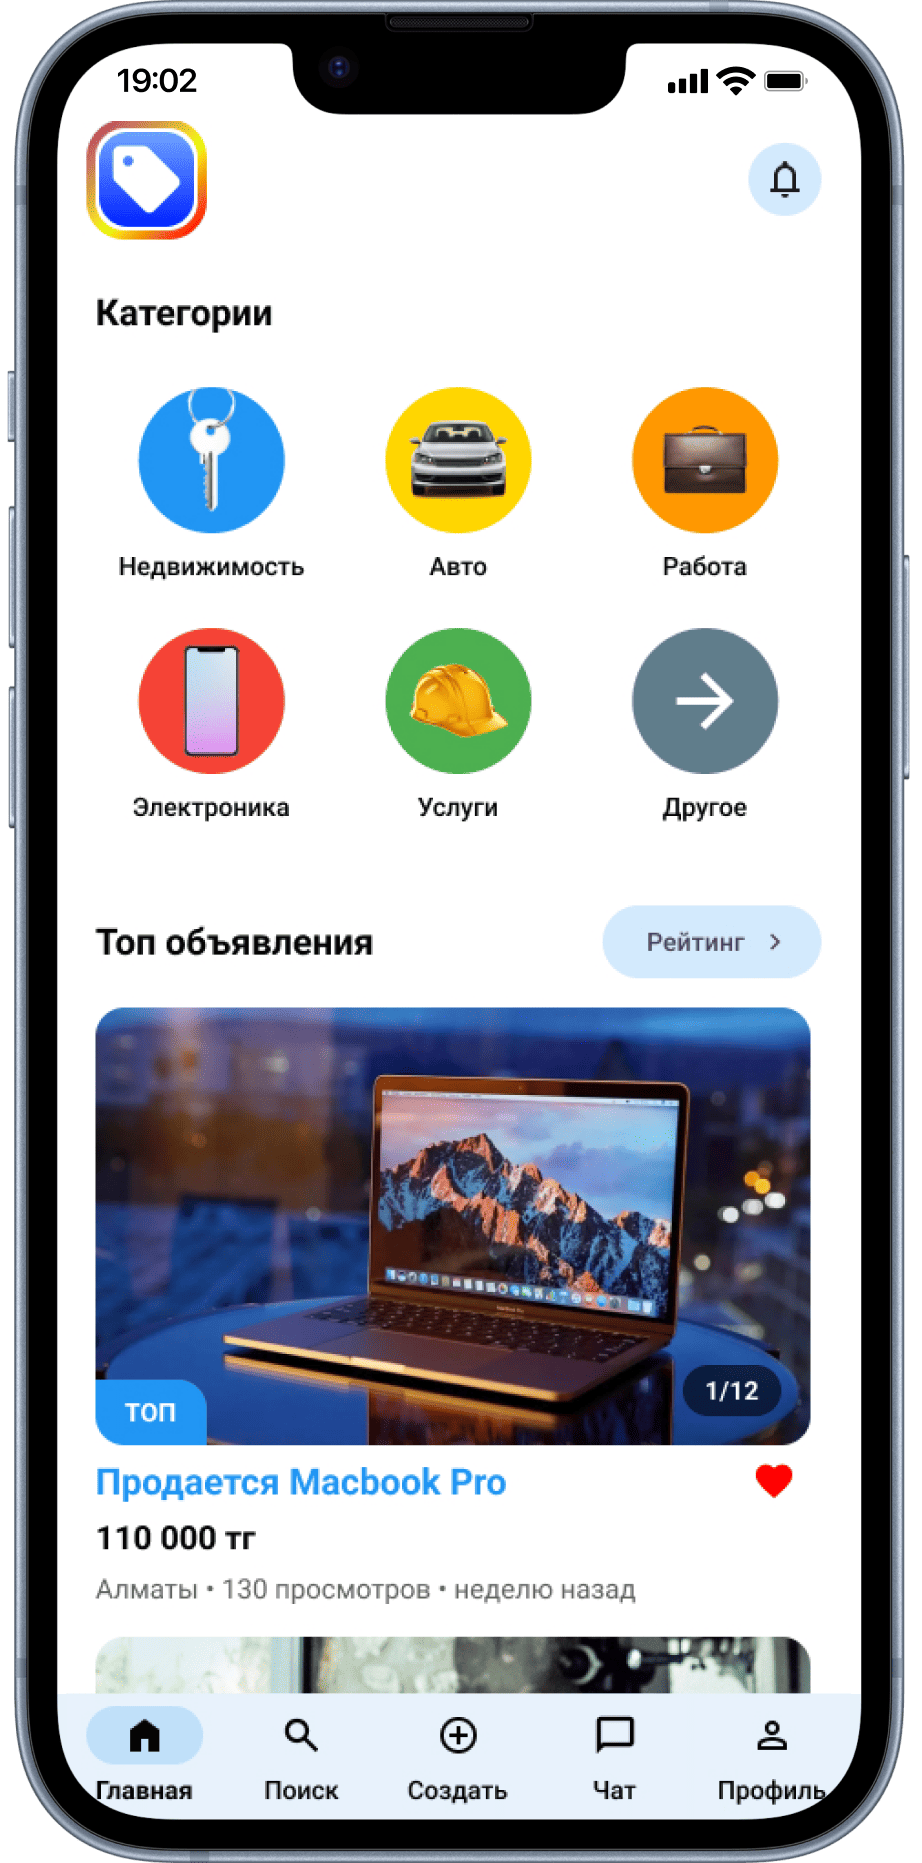 19:02
Категории
Недвижимость Авто Работа
Электроника Услуги Другое
Топ объявления Рейтинг
1/12
ТОП
Продается Macbook Pro
110 000 тг
Алматы • 130 просмотров • неделю назад
Главная Поиск Создать Чат Профиль